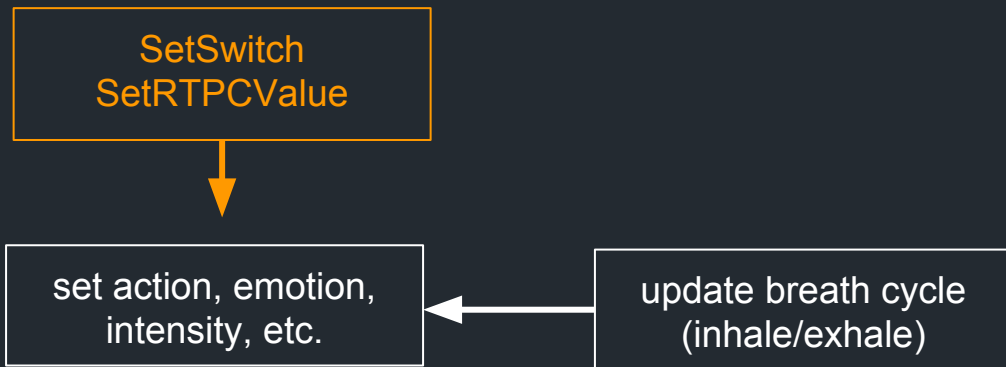 SetSwitch
SetRTPCValue
set action, emotion,
intensity, etc.
update breath cycle
(inhale/exhale)